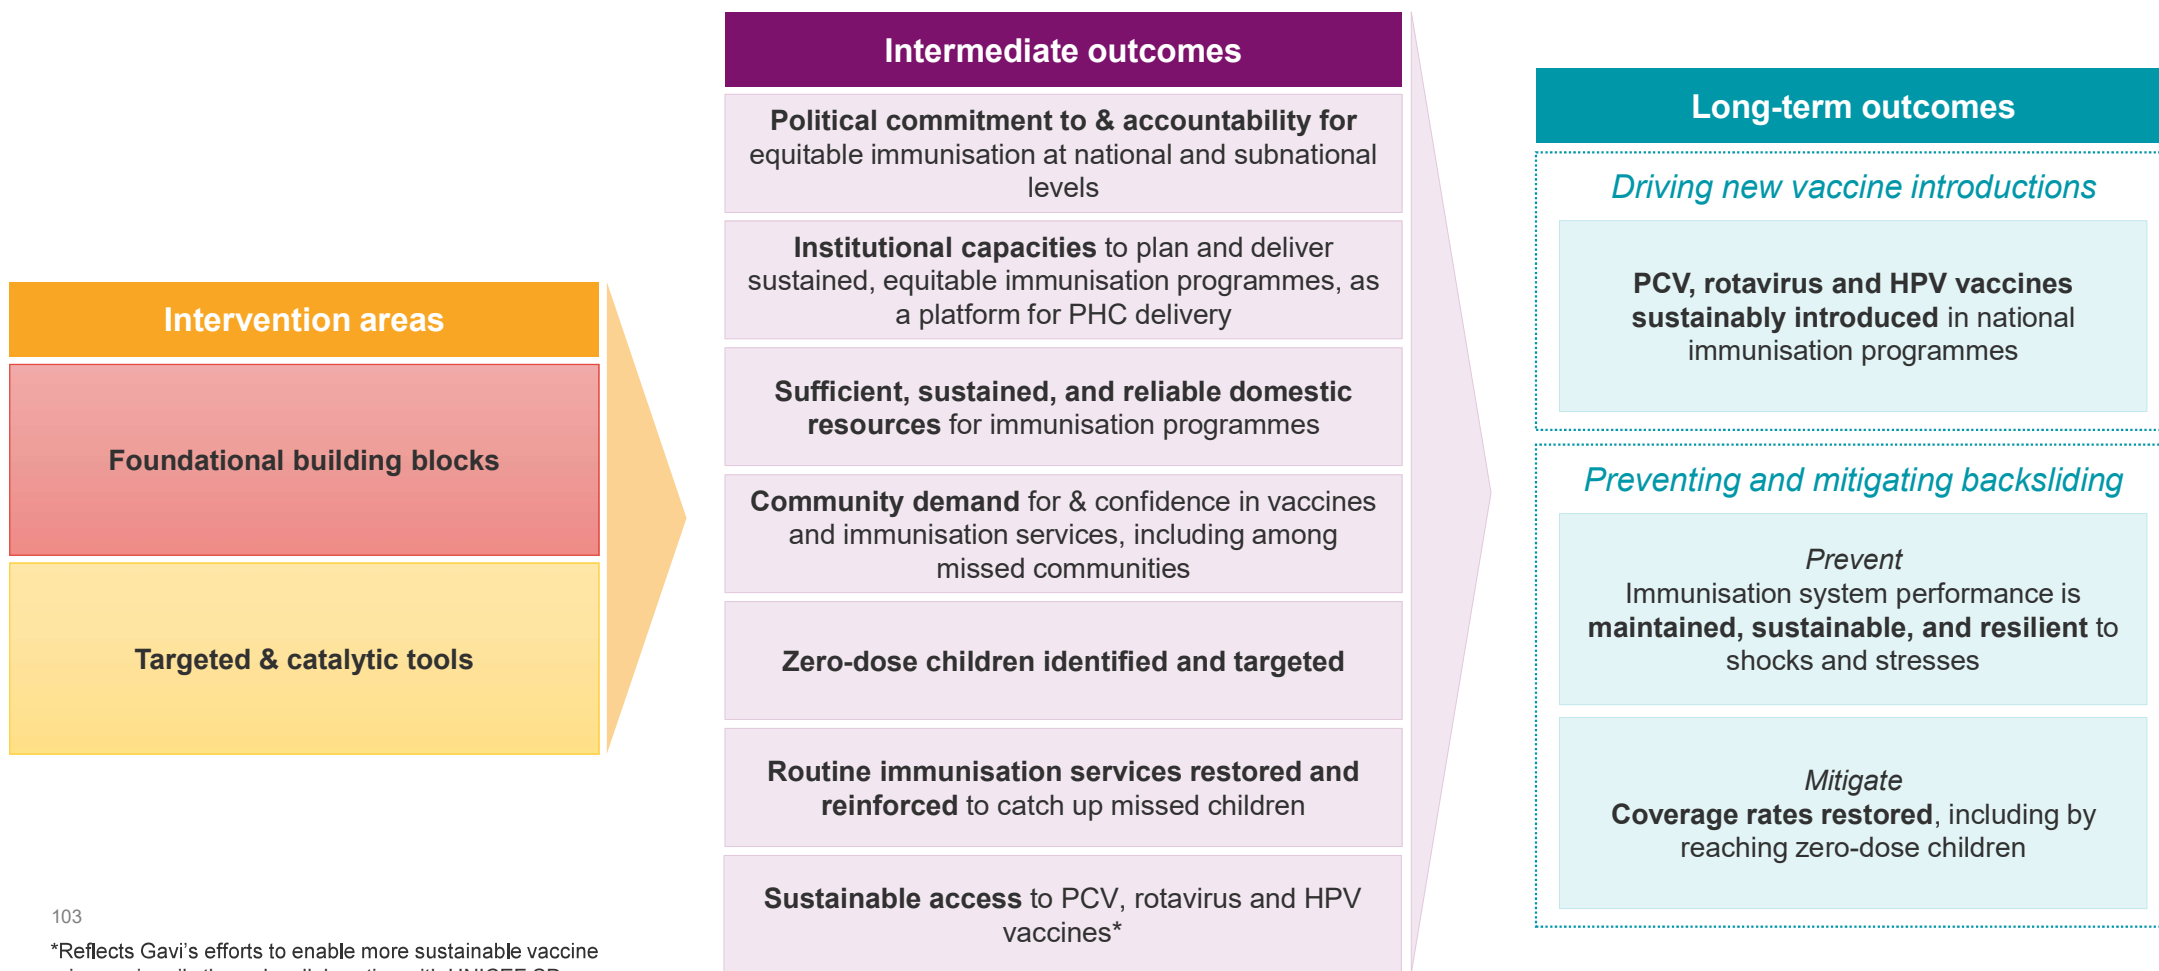 Intervention areas
Foundational building blocks
Targeted & catalytic tools
Intermediate outcomes
Political commitment to & accountability for
equitable immunisation at national and subnational
levels
Institutional capacities to plan and deliver
sustained, equitable immunisation programmes, as
a platform for PHC delivery
Sufficient, sustained, and reliable domestic
resources for immunisation programmes
Community demand for & confidence in vaccines
and immunisation services, including among
missed communities
Zero-dose children identified and targeted
Routine immunisation services restored and
reinforced to catch up missed children
Sustainable access to PCV, rotavirus and HPV
vaccines*
Long-term outcomes
Driving new vaccine introductions
PCV, rotavirus and HPV vaccines
sustainably introduced in national
immunisation programmes
Preventing and mitigating backsliding
Prevent
Immunisation system performance is
maintained, sustainable, and resilient to
shocks and stresses
Mitigate
Coverage rates restored, including by
reaching zero-dose children
103
*Reflects Gavi's efforts to enable more sustainable vaccine